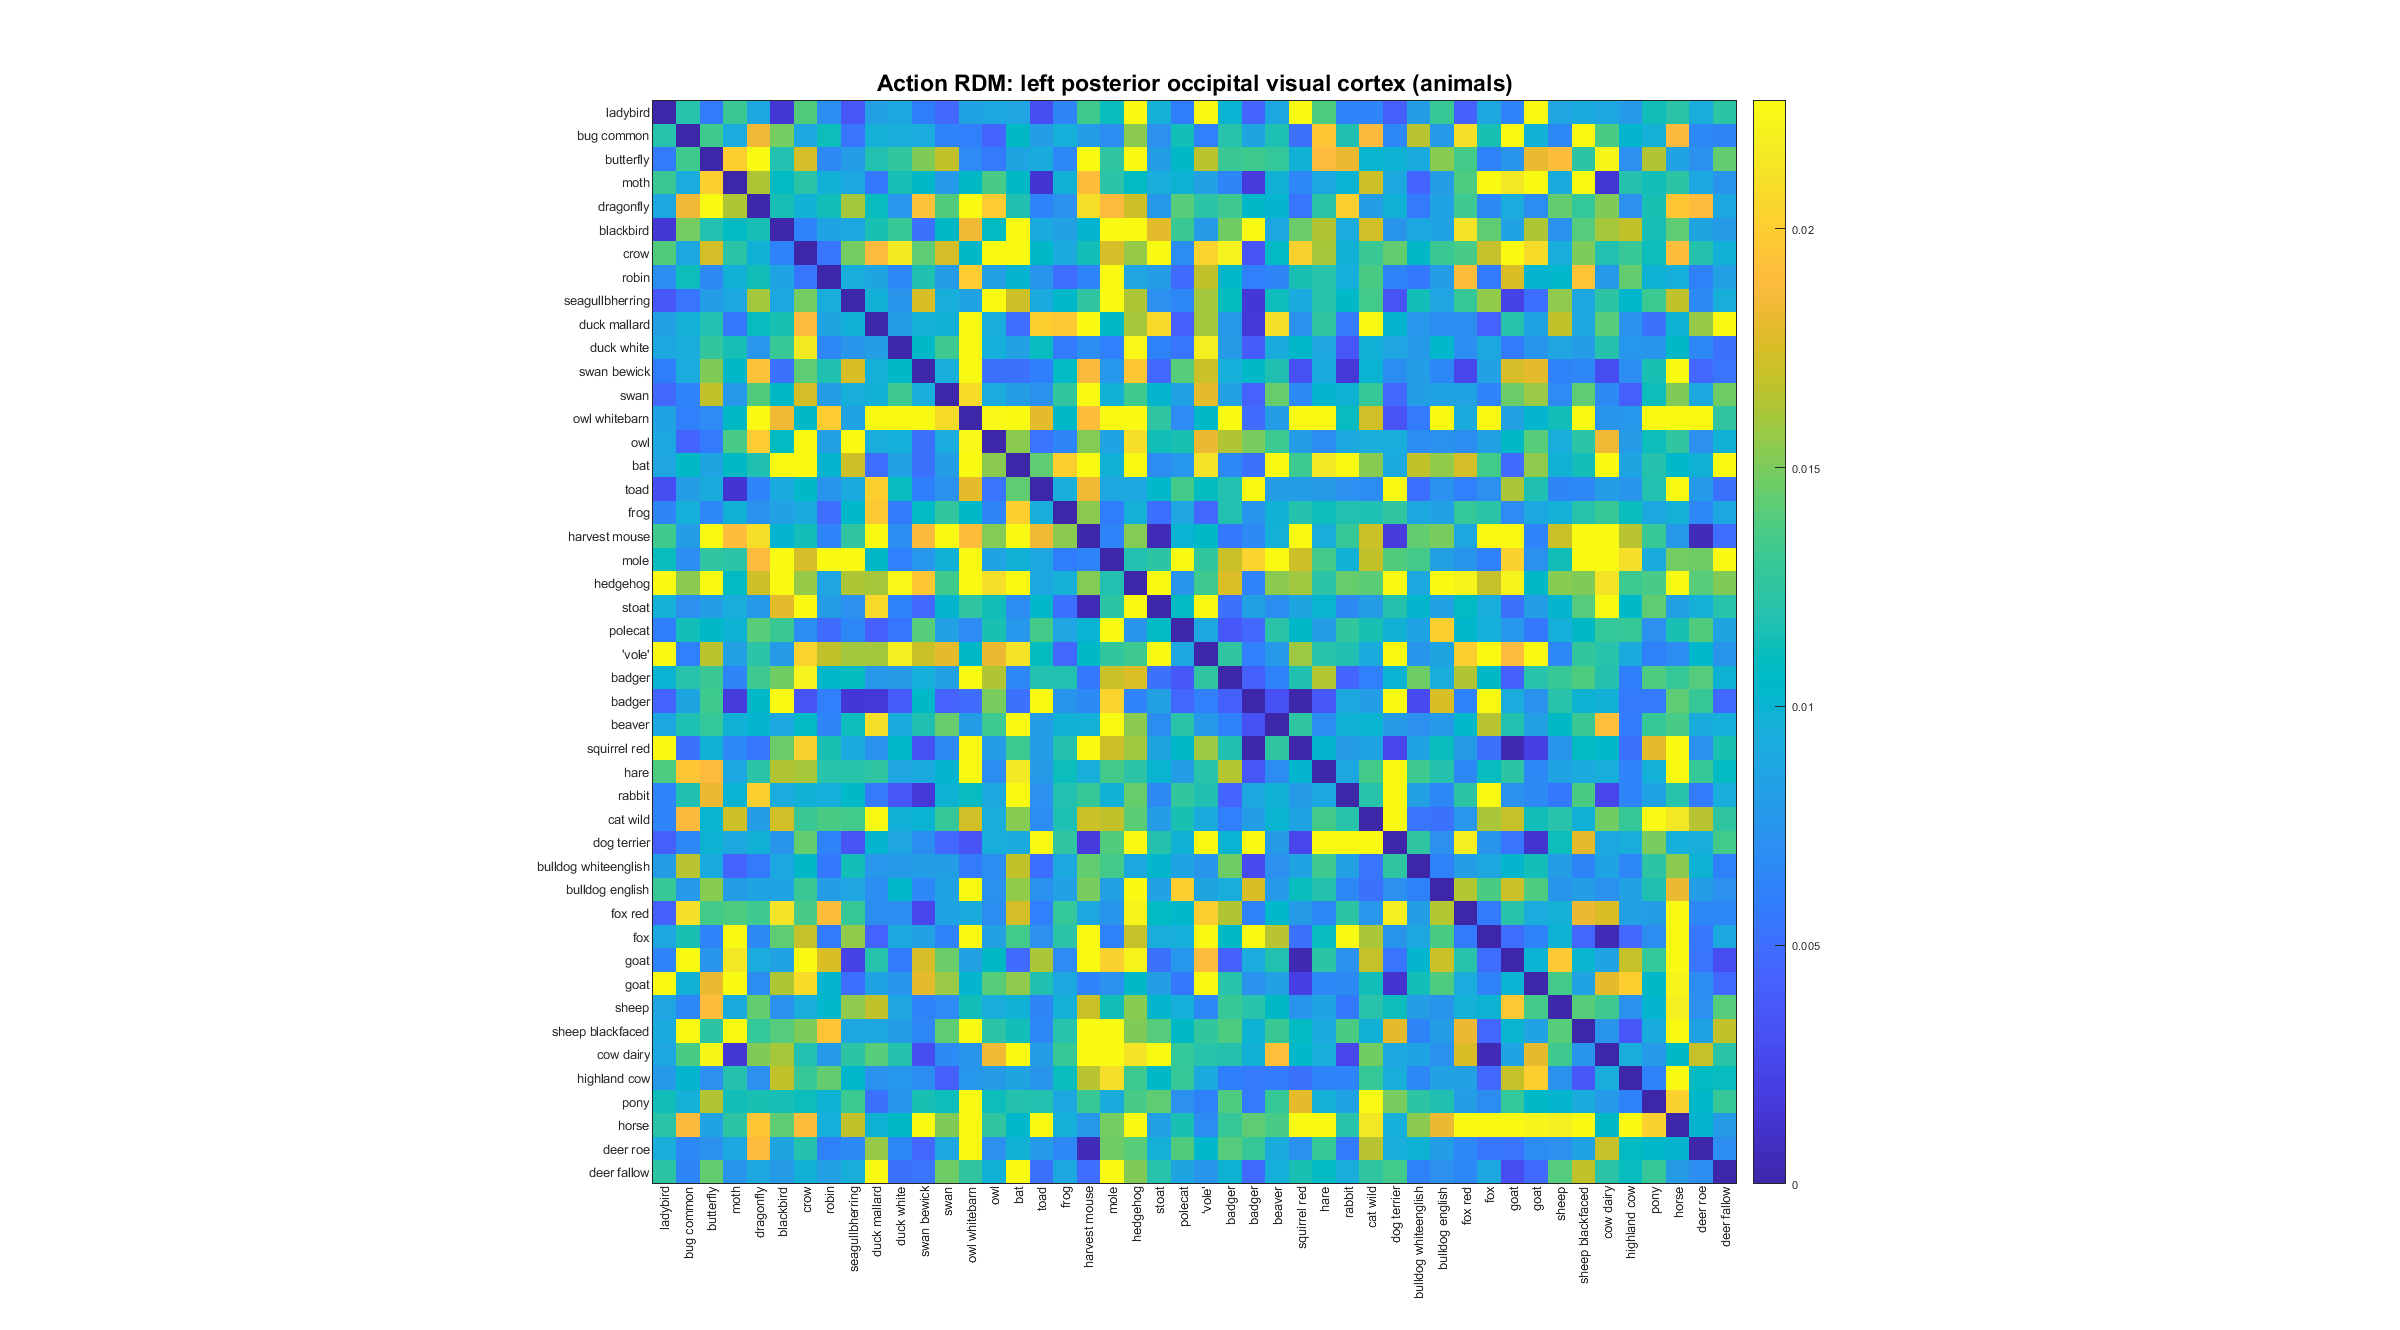 Action RDM: left posterior occipital visual cortex (animals)
ladybird
bug common
butterfly
moth
dragonfly
blackbird
crow
robin
seagullbherring
duck mallard
duck white
swan bewick
swan
owl whitebarn
owl
bat
toad
frog
harvest mouse
mole
hedgehog
stoat
polecat
'vole'
badger
badger
beaver
squirrel red
hare
rabbit
cat wild
dog terrier
bulldog whiteenglish
bulldog english
fox red
fox
goat
goat
sheep
sheep blackfaced
cow dairy
highland cow
pony
horse
deer roe
deer fallow
0.02
0.015
0.01
0.005
0
ladybird
bug common
butterfly
moth
dragonfly
blackbird
crow
robin
seagullbherring
duck mallard
duck white
swan bewick
swan
owl whitebarn
owl
bat
toad
frog
harvest mouse
mole
hedgehog
stoat
polecat
'vole'
badger
badger
beaver
squirrel red
hare
rabbit
cat wild
dog terrier
bulldog whiteenglish
bulldog english
fox red
fox
goat
goat
sheep
sheep blackfaced
cow dairy
highland cow
pony
horse
deer roe
deer fallow